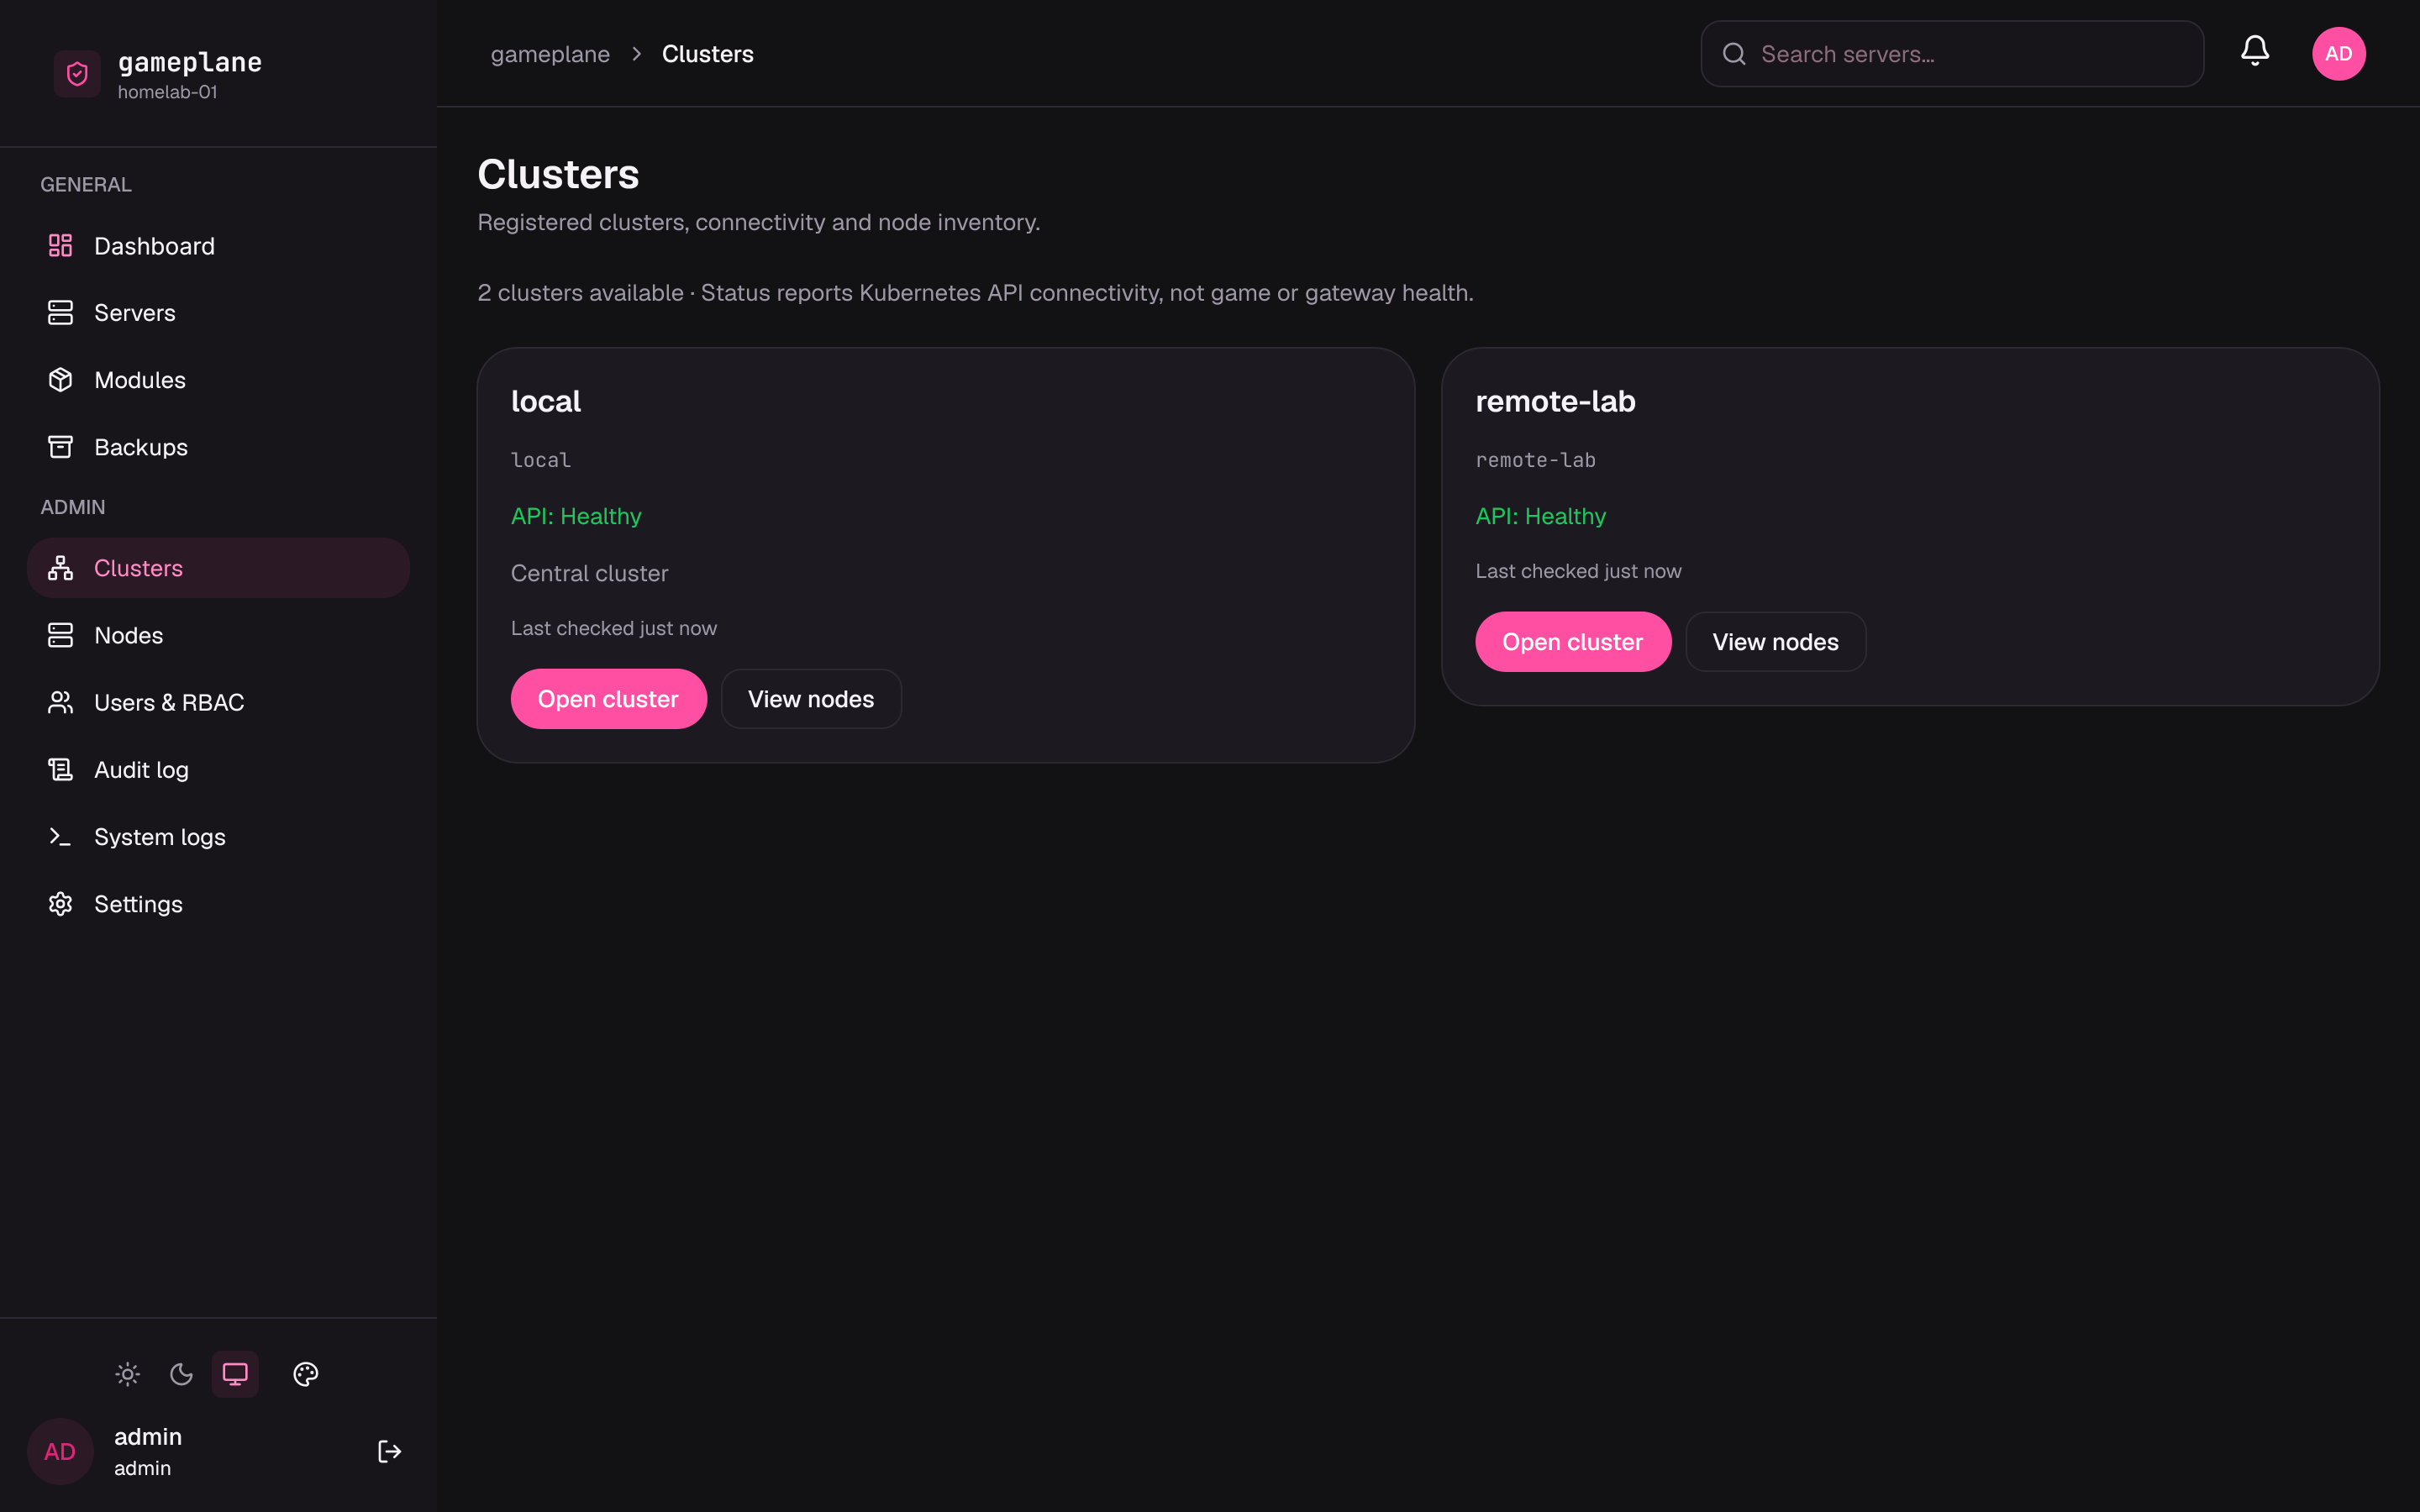 gameplane
homelab-01
GENERAL
Dashboard
Servers
Modules
Backups
ADMIN
Clusters
Nodes
Users & RBAC
Audit log
System logs
Settings
AD
admin
admin
gameplane > Clusters
Search servers...
AD
Clusters
Registered clusters, connectivity and node inventory.
2 clusters available · Status reports Kubernetes API connectivity, not game or gateway health.
local
local
API: Healthy
Central cluster
Last checked just now
Open cluster
View nodes
remote-lab
remote-lab
API: Healthy
Last checked just now
Open cluster
View nodes